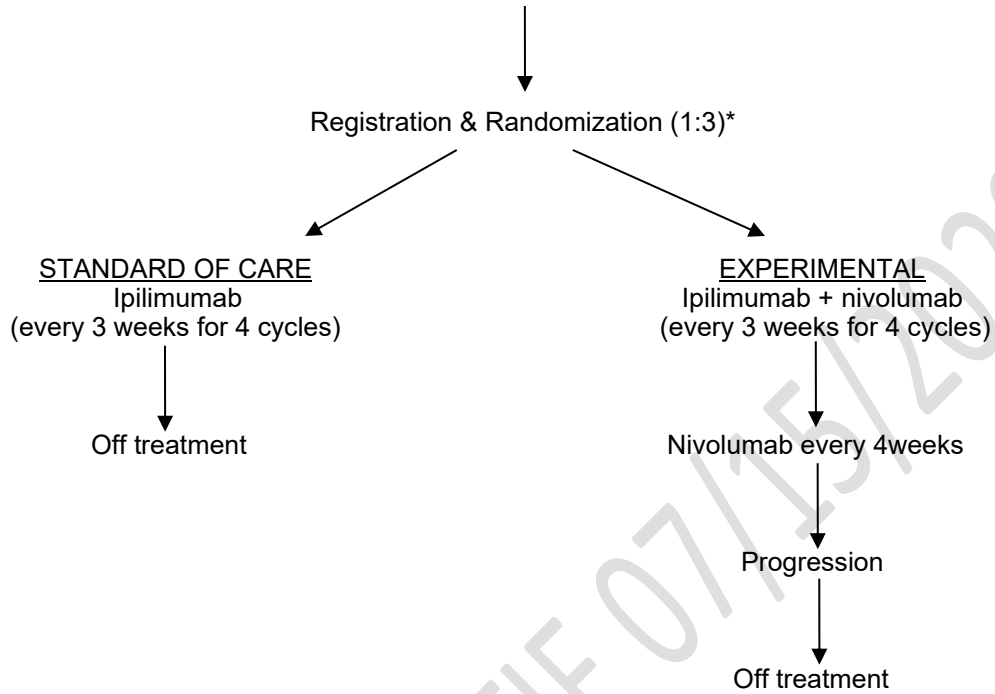 Registration & Randomization (1:3)*
STANDARD OF CARE
Ipilimumab
(every 3 weeks for 4 cycles)
Off treatment
EXPERIMENTAL
Ipilimumab + nivolumab
(every 3 weeks for 4 cycles)
Nivolumab every 4weeks
Progression
Off treatment